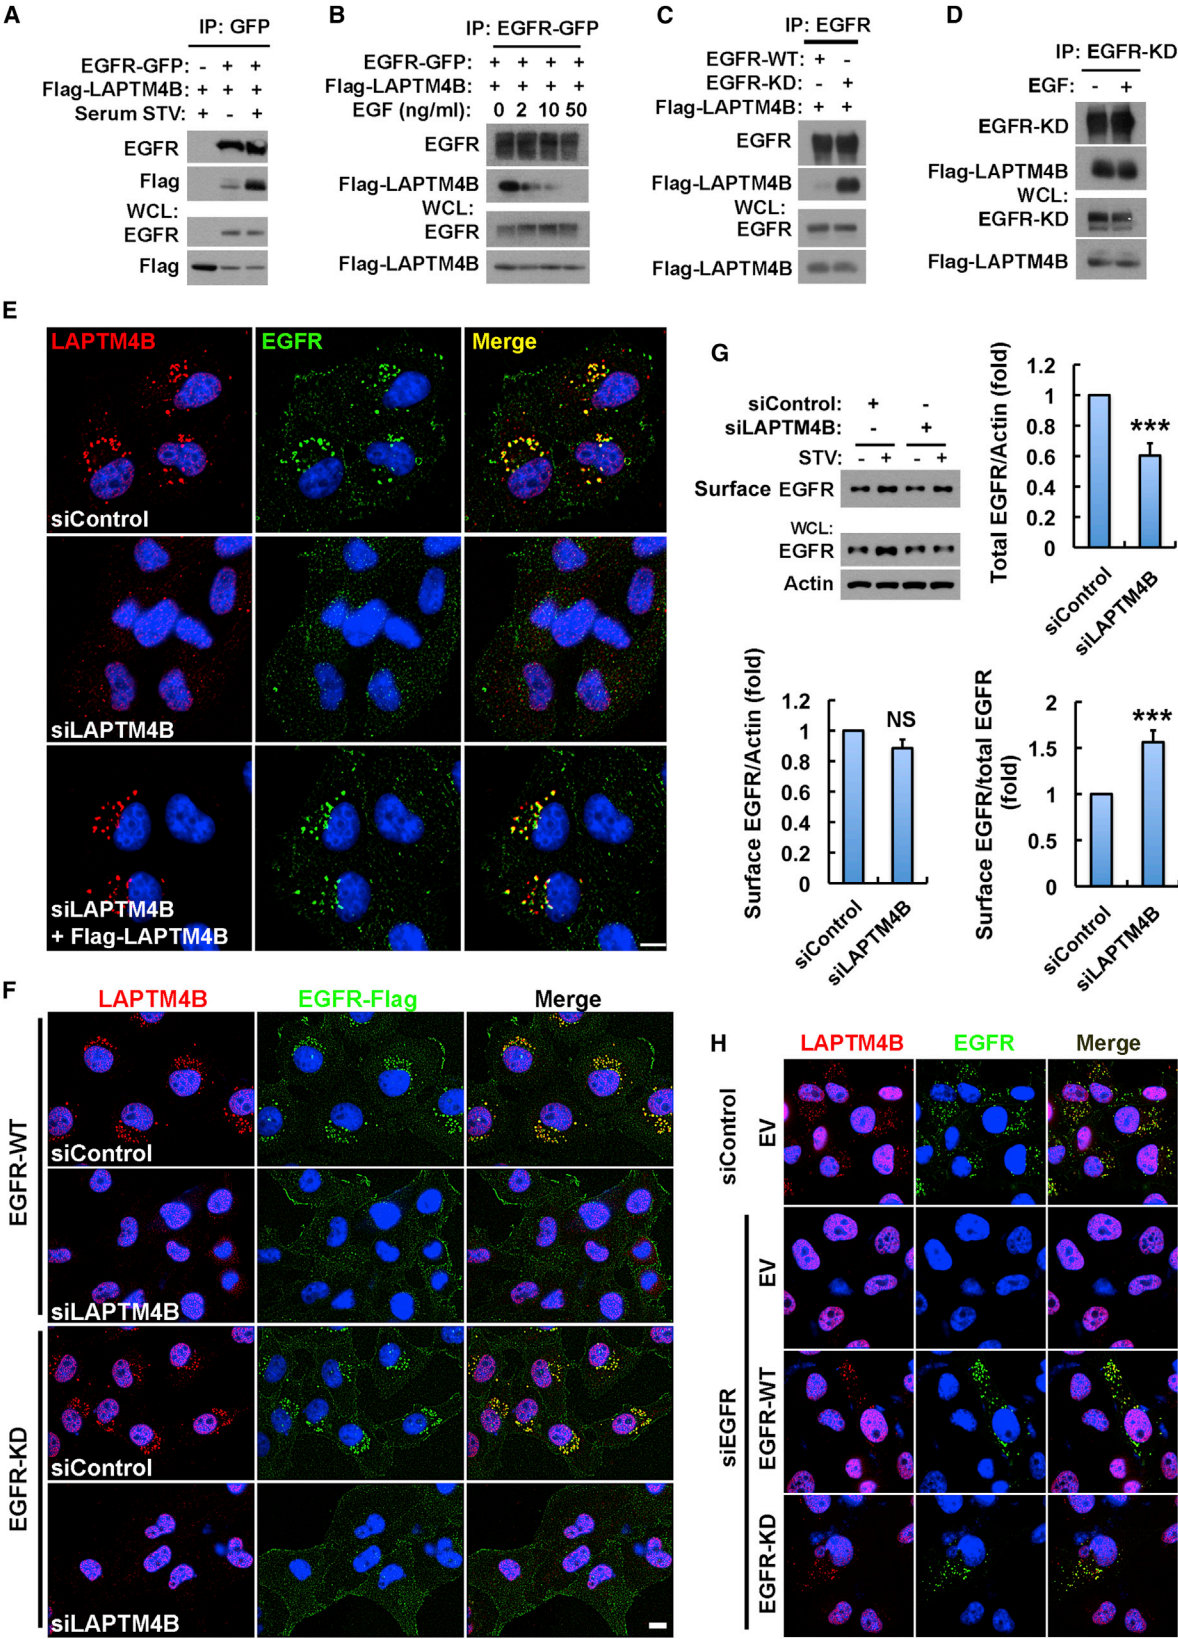 A
IP: GFP
EGFR-GFP: - + +
Flag-LAPTM4B: + + +
Serum STV: + - +
EGFR
Flag
WCL:
EGFR
Flag
B
IP: EGFR-GFP
EGFR-GFP: + + + +
Flag-LAPTM4B: + + + +
EGF (ng/ml): 0 2 10 50
EGFR
Flag-LAPTM4B
WCL:
EGFR
Flag-LAPTM4B
C
IP: EGFR
EGFR-WT: + -
EGFR-KD: - +
Flag-LAPTM4B: + +
EGFR
Flag-LAPTM4B
WCL:
EGFR
Flag-LAPTM4B
D
IP: EGFR-KD
EGF: - +
EGFR-KD
Flag-LAPTM4B
WCL:
EGFR-KD
Flag-LAPTM4B
E
LAPTM4B EGFR Merge
siControl
siLAPTM4B
siLAPTM4B
+ Flag-LAPTM4B
F
LAPTM4B EGFR-Flag Merge
EGFR-WT
siControl
siLAPTM4B
EGFR-KD
siControl
siLAPTM4B
G
siControl: + -
siLAPTM4B: - +
STV: - + - +
Surface EGFR
WCL:
EGFR
Actin
Total EGFR/Actin (fold)
1.2
1
0.8
0.6
0.4
0.2
0
***
siControl
siLAPTM4B
Surface EGFR/Actin (fold)
1.2
1
0.8
0.6
0.4
0.2
0
NS
siControl
siLAPTM4B
Surface EGFR/total EGFR
(fold)
2
1.5
1
0.5
0
***
siControl
siLAPTM4B
H
LAPTM4B EGFR Merge
siControl
EV
siEGFR
EV
EGFR-WT
EGFR-KD